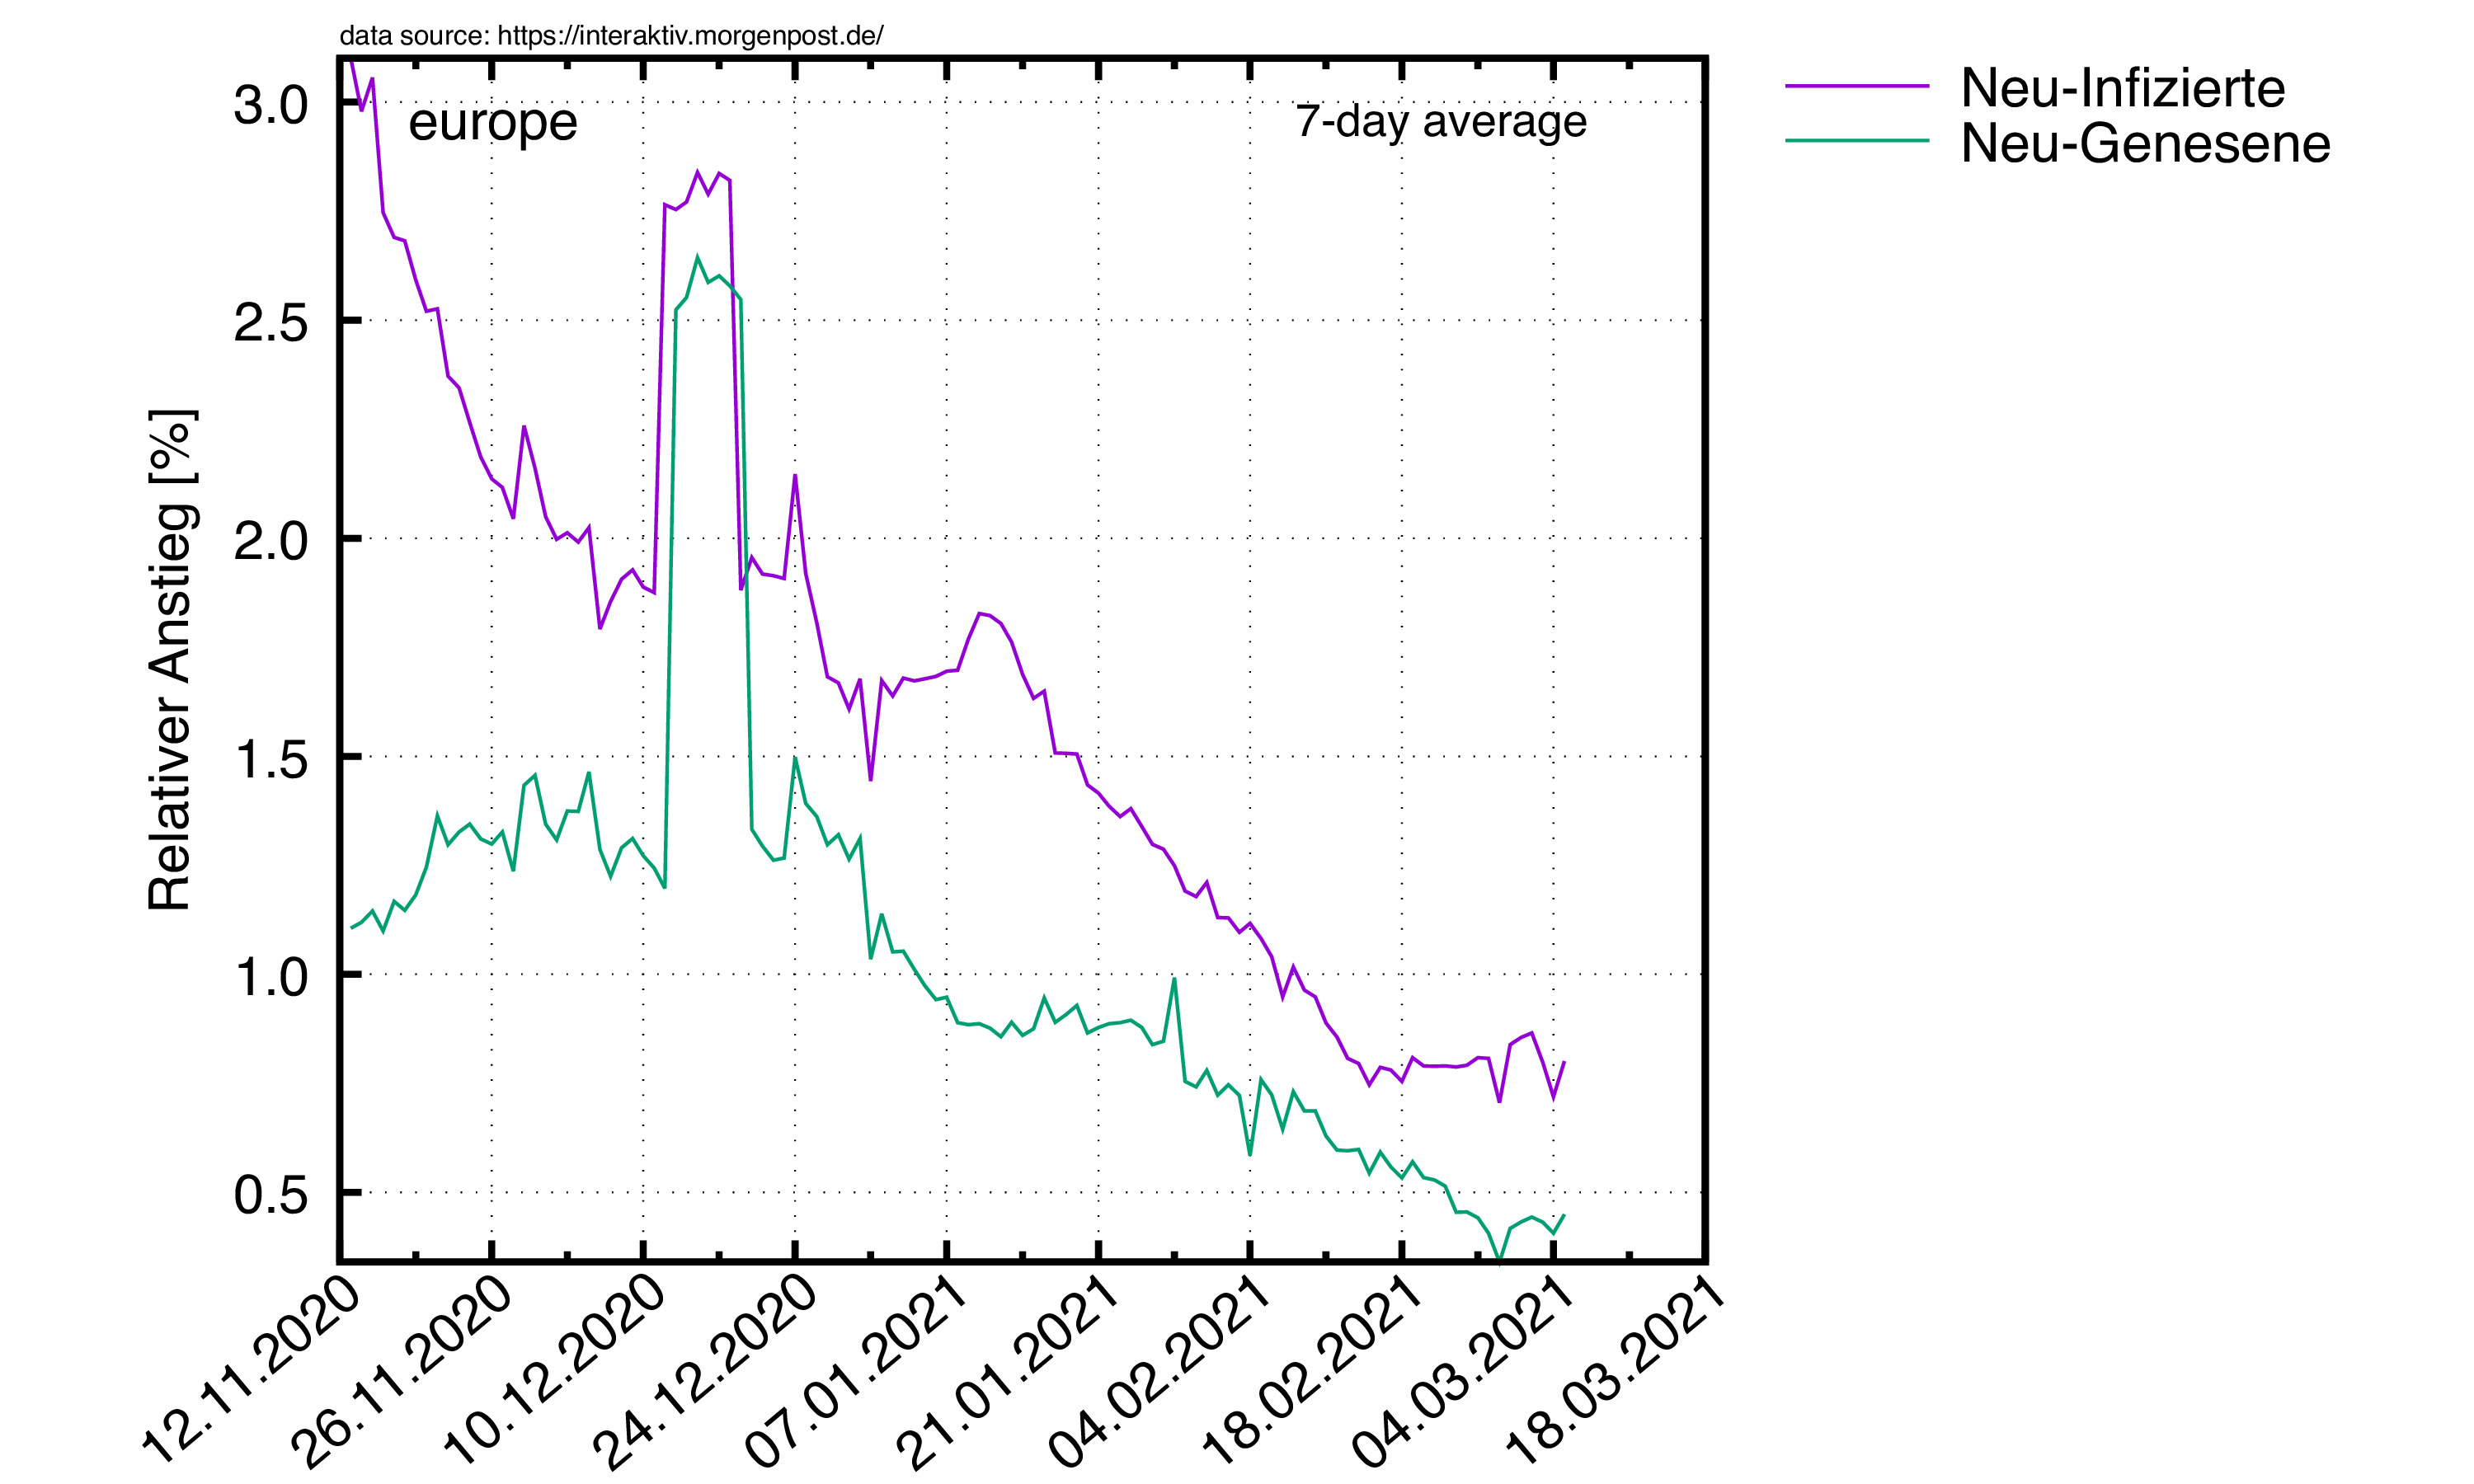 data source: https://interaktiv.morgenpost.de/
europe
7-day average
Neu-Infizierte
Neu-Genesene
Relativer Anstieg [%]
3.0
2.5
2.0
1.5
1.0
0.5
12.11.2020
26.11.2020
10.12.2020
24.12.2020
07.01.2021
21.01.2021
04.02.2021
18.02.2021
04.03.2021
18.03.2021